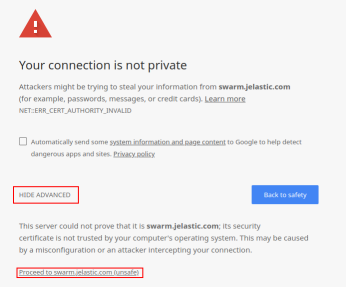 Your connection is not private
Attackers might be trying to steal your information from swarm.jelastic.com
(for example, passwords, messages, or credit cards). Learn more
NET::ERR_CERT_AUTHORITY_INVALID
Automatically send some system information and page content to Google to help detect
dangerous apps and sites. Privacy policy
HIDE ADVANCED
Back to safety
This server could not prove that it is swarm.jelastic.com; its security
certificate is not trusted by your computer's operating system. This may be caused
by a misconfiguration or an attacker intercepting your connection.
Proceed to swarm.jelastic.com (unsafe)